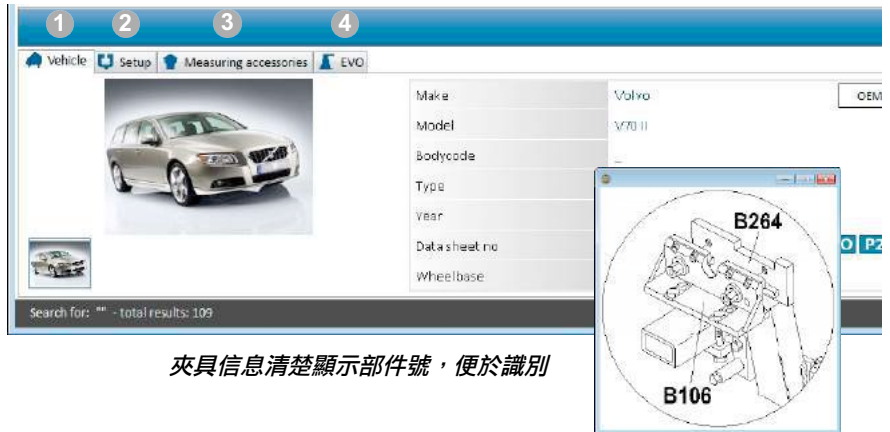 1 2 3 4
Vehicle Setup Measuring accessories EVO
Make Volvo OEM
Model V70 II
Bodycode –
Type
Year
Data sheet no
Wheelbase
B264
B106
Search for: "" - total results: 109
夾具信息清楚顯示部件號，便於識別